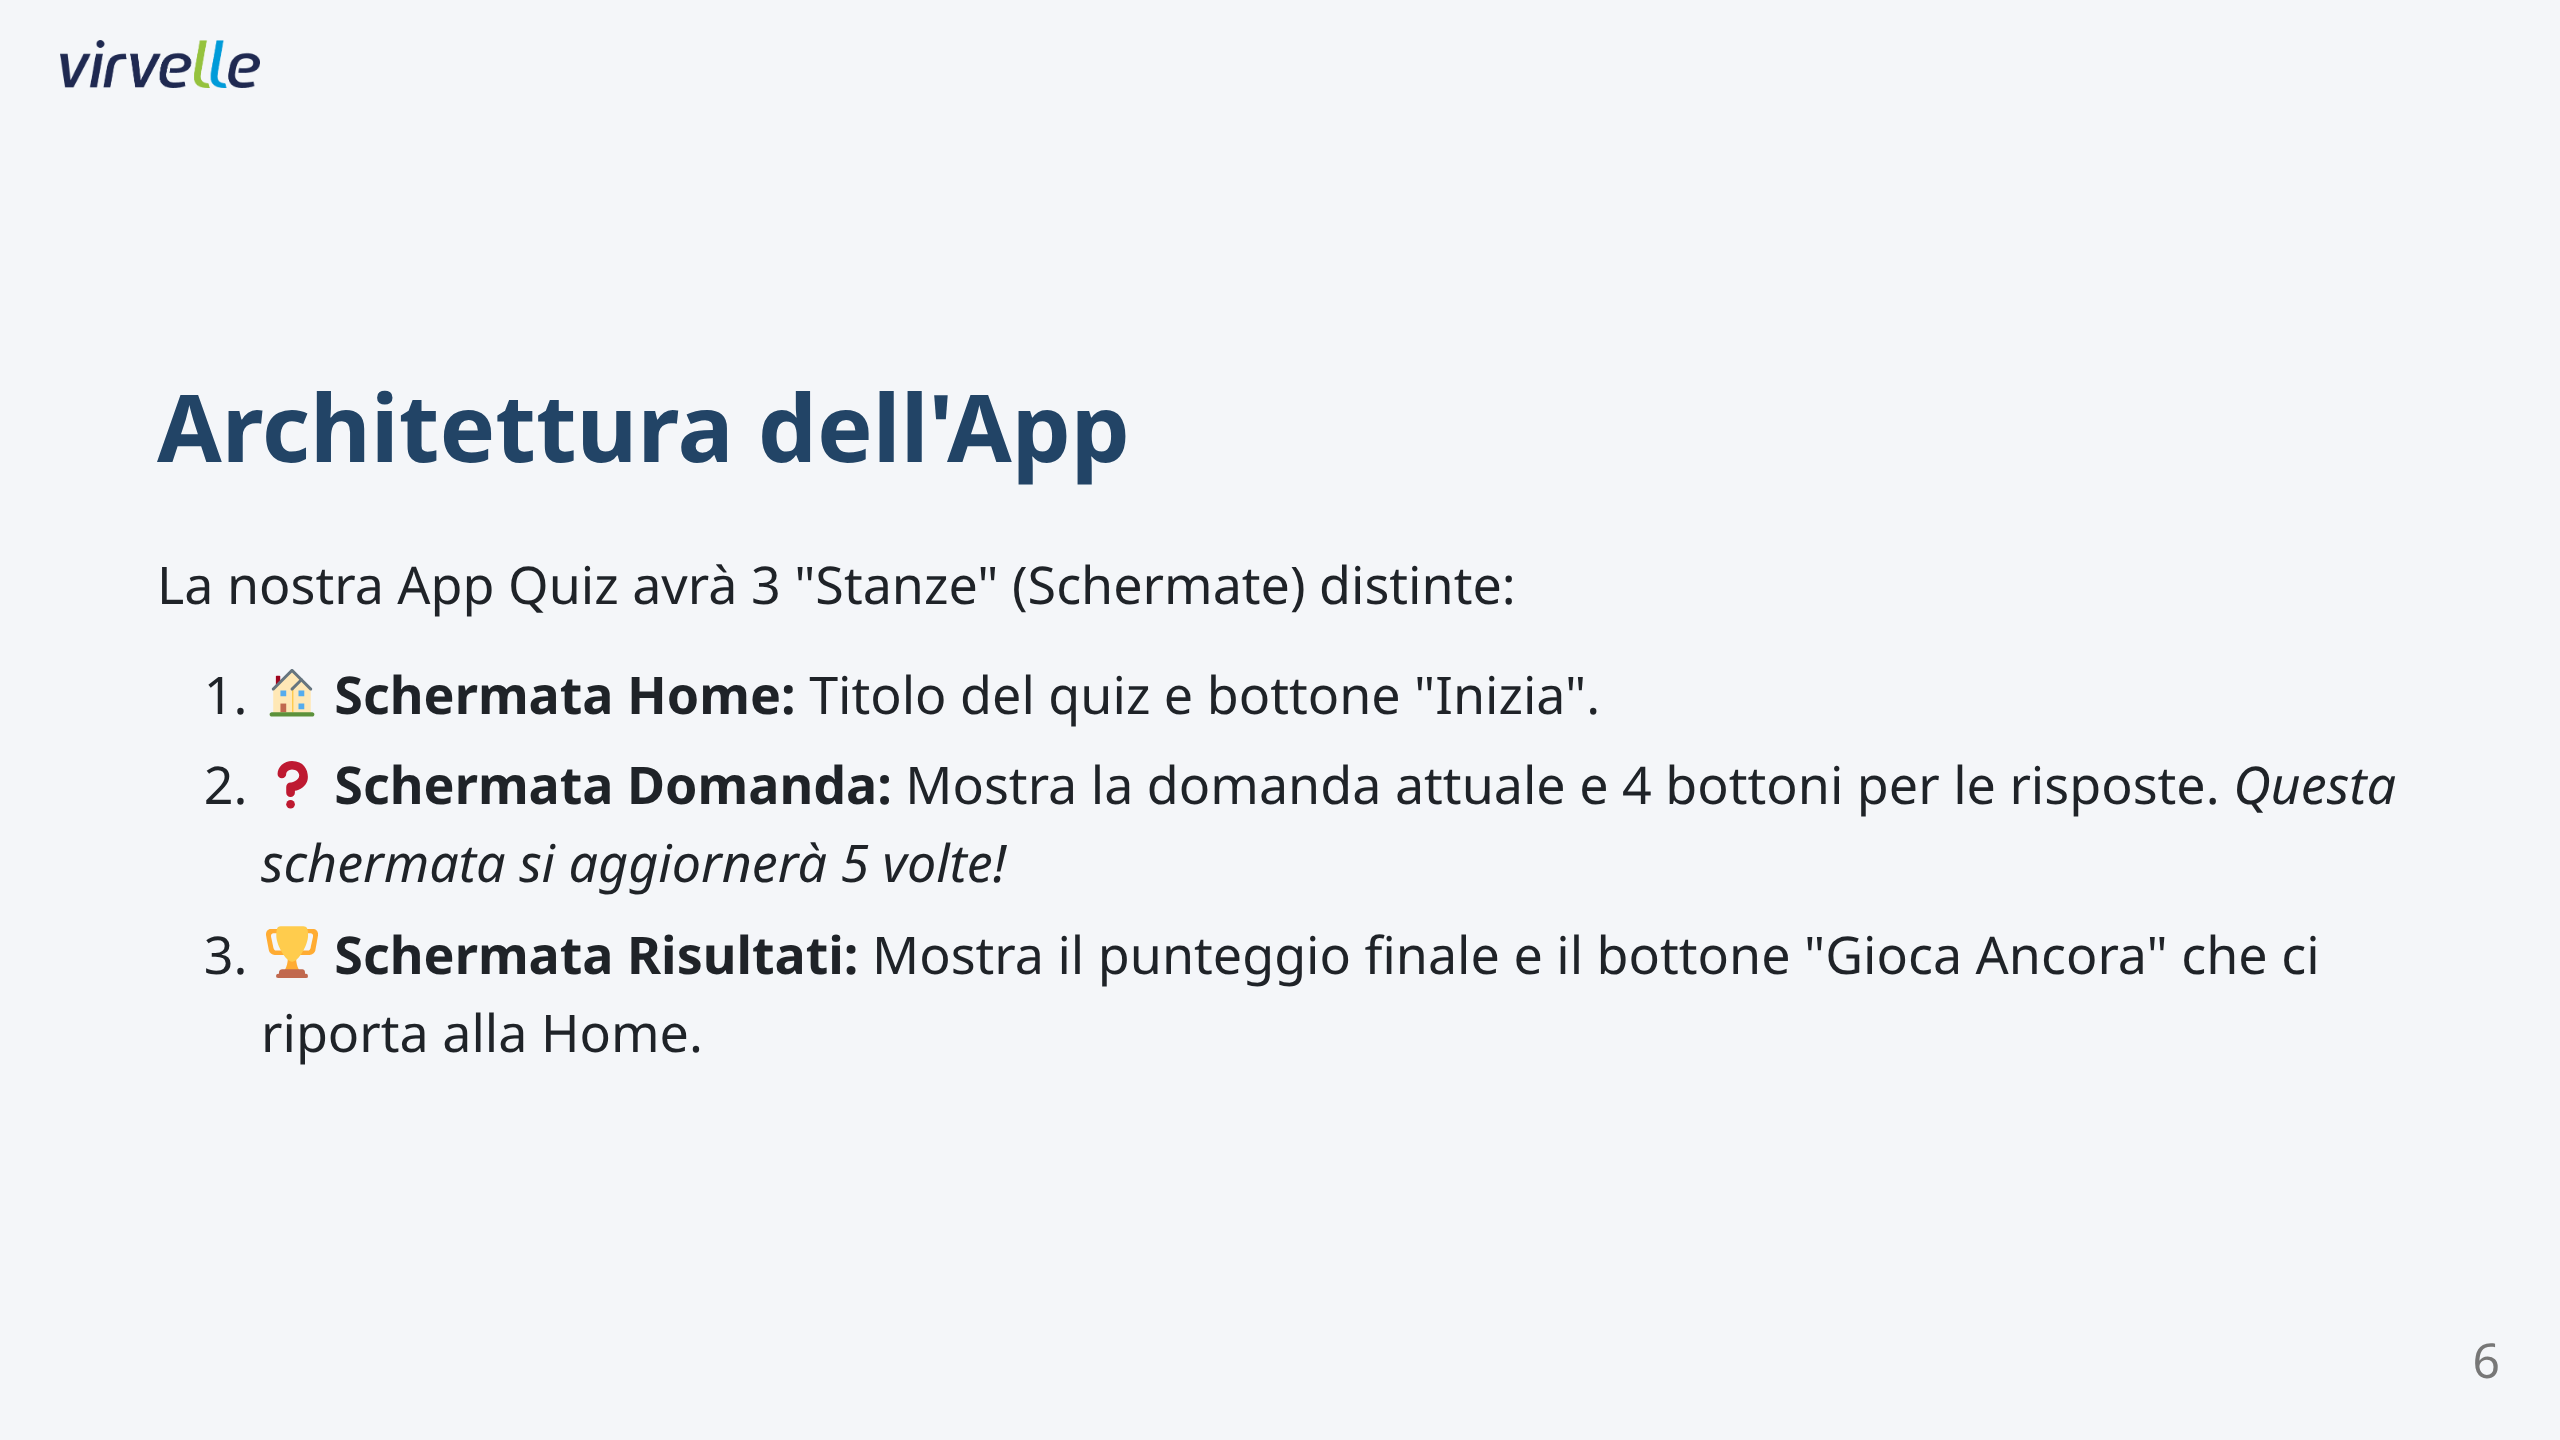 virvelle
Architettura dell'App
La nostra App Quiz avrà 3 "Stanze" (Schermate) distinte:
1. 🏠 Schermata Home: Titolo del quiz e bottone "Inizia".
2. ❓ Schermata Domanda: Mostra la domanda attuale e 4 bottoni per le risposte. Questa
schermata si aggiornerà 5 volte!
3. 🏆 Schermata Risultati: Mostra il punteggio finale e il bottone "Gioca Ancora" che ci
riporta alla Home.
6